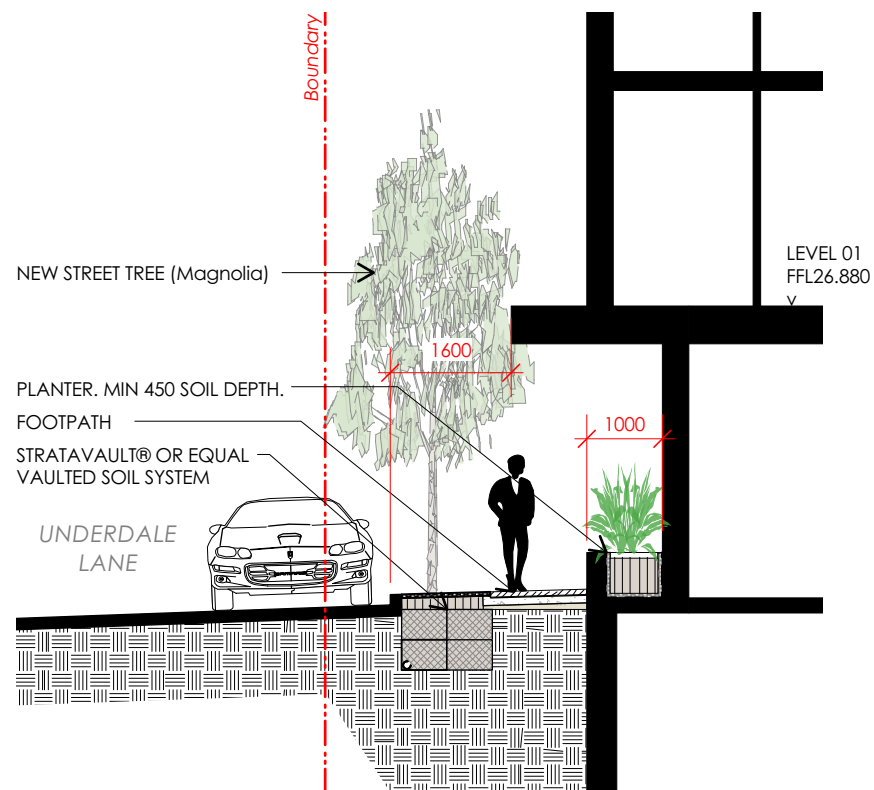 Boundary
NEW STREET TREE (Magnolia)
LEVEL 01
FFL26.880
1600
PLANTER. MIN 450 SOIL DEPTH.
FOOTPATH
1000
STRATAVAULT® OR EQUAL
VAULTED SOIL SYSTEM
UNDERDALE
LANE